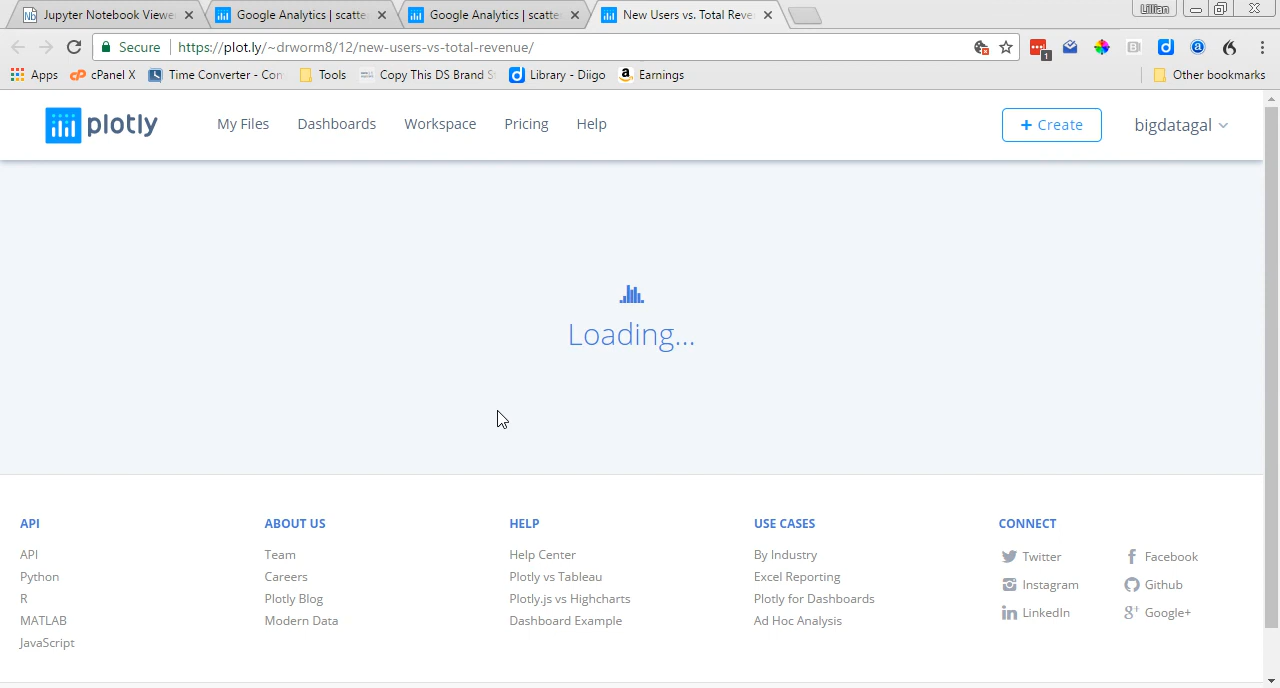 Jupyter Notebook Viewer
Google Analytics | scatte
Google Analytics | scatte
New Users vs. Total Reve
Lillian
Secure
https://plot.ly/~drworm8/12/new-users-vs-total-revenue/
1
Apps
cPanel X
Time Converter - Con
Tools
Copy This DS Brand S
Library - Diigo
Earnings
Other bookmarks
plotly
My Files
Dashboards
Workspace
Pricing
Help
+ Create
bigdatagal
Loading...
API
ABOUT US
HELP
USE CASES
CONNECT
API
Team
Help Center
By Industry
Twitter
Facebook
Python
Careers
Plotly vs Tableau
Excel Reporting
Instagram
Github
R
Plotly Blog
Plotly.js vs Highcharts
Plotly for Dashboards
LinkedIn
Google+
MATLAB
Modern Data
Dashboard Example
Ad Hoc Analysis
JavaScript